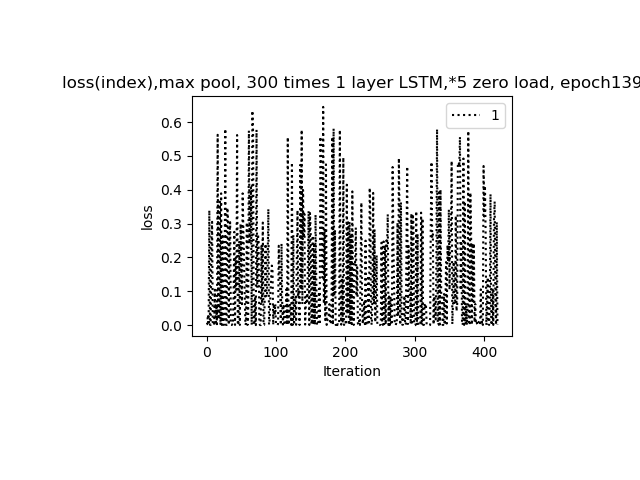 loss(index),max pool, 300 times 1 layer LSTM,*5 zero load, epoch139
1
0.6
0.5
0.4
0.3
0.2
0.1
0.0
loss
0 100 200 300 400
Iteration